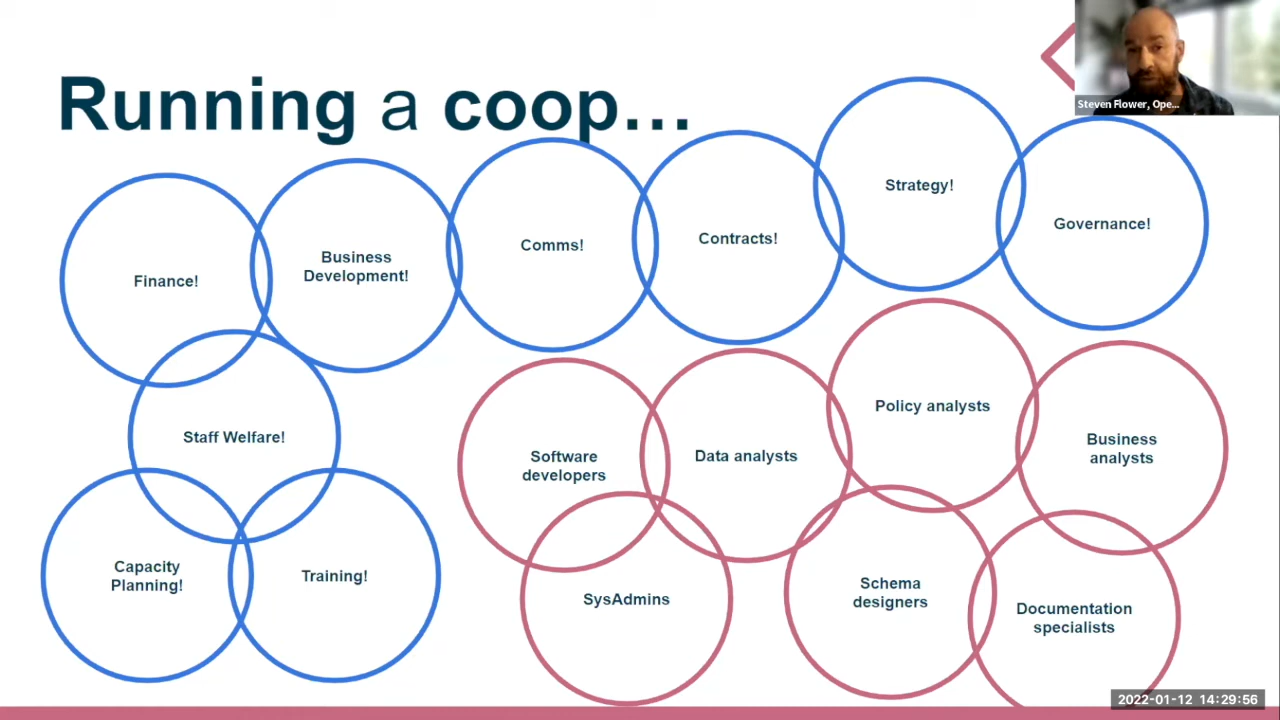 Running a coop...
Steven Flower, Ope...
Strategy!
Governance!
Contracts!
Comms!
Business
Development!
Finance!
Staff Welfare!
Capacity
Planning!
Training!
Software
developers
Data analysts
Policy analysts
Business
analysts
SysAdmins
Schema
designers
Documentation
specialists
2022-01-12 14:29:56